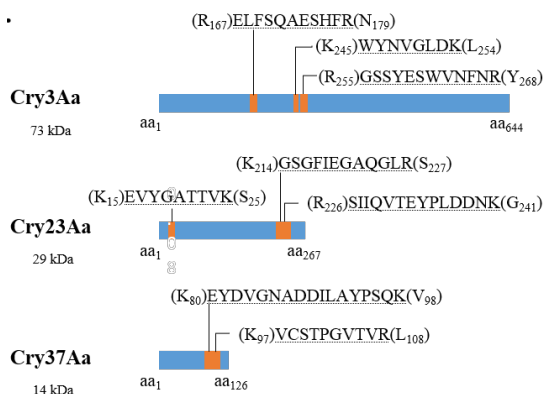 (R₁₆₇)ELFSQAESHFR(N₁₇₉)
(K₂₄₅)WYNVGLDK(L₂₅₄)
(R₂₅₅)GSSYESWVNFNR(Y₂₆₈)
Cry3Aa
73 kDa
aa₁
aa₆₄₄
(K₂₁₄)GSGFIEGAQGLR(S₂₂₇)
(K₁₅)EVYGATTVK(S₂₅)
(R₂₂₆)SIIQVTEYPLDDNK(G₂₄₁)
Cry23Aa
29 kDa
aa₁
aa₂₆₇
(K₈₀)EYDVGNADDILAYPSQK(V₉₈)
(K₉₇)VCSTPGVTVR(L₁₀₈)
Cry37Aa
14 kDa
aa₁
aa₁₂₆